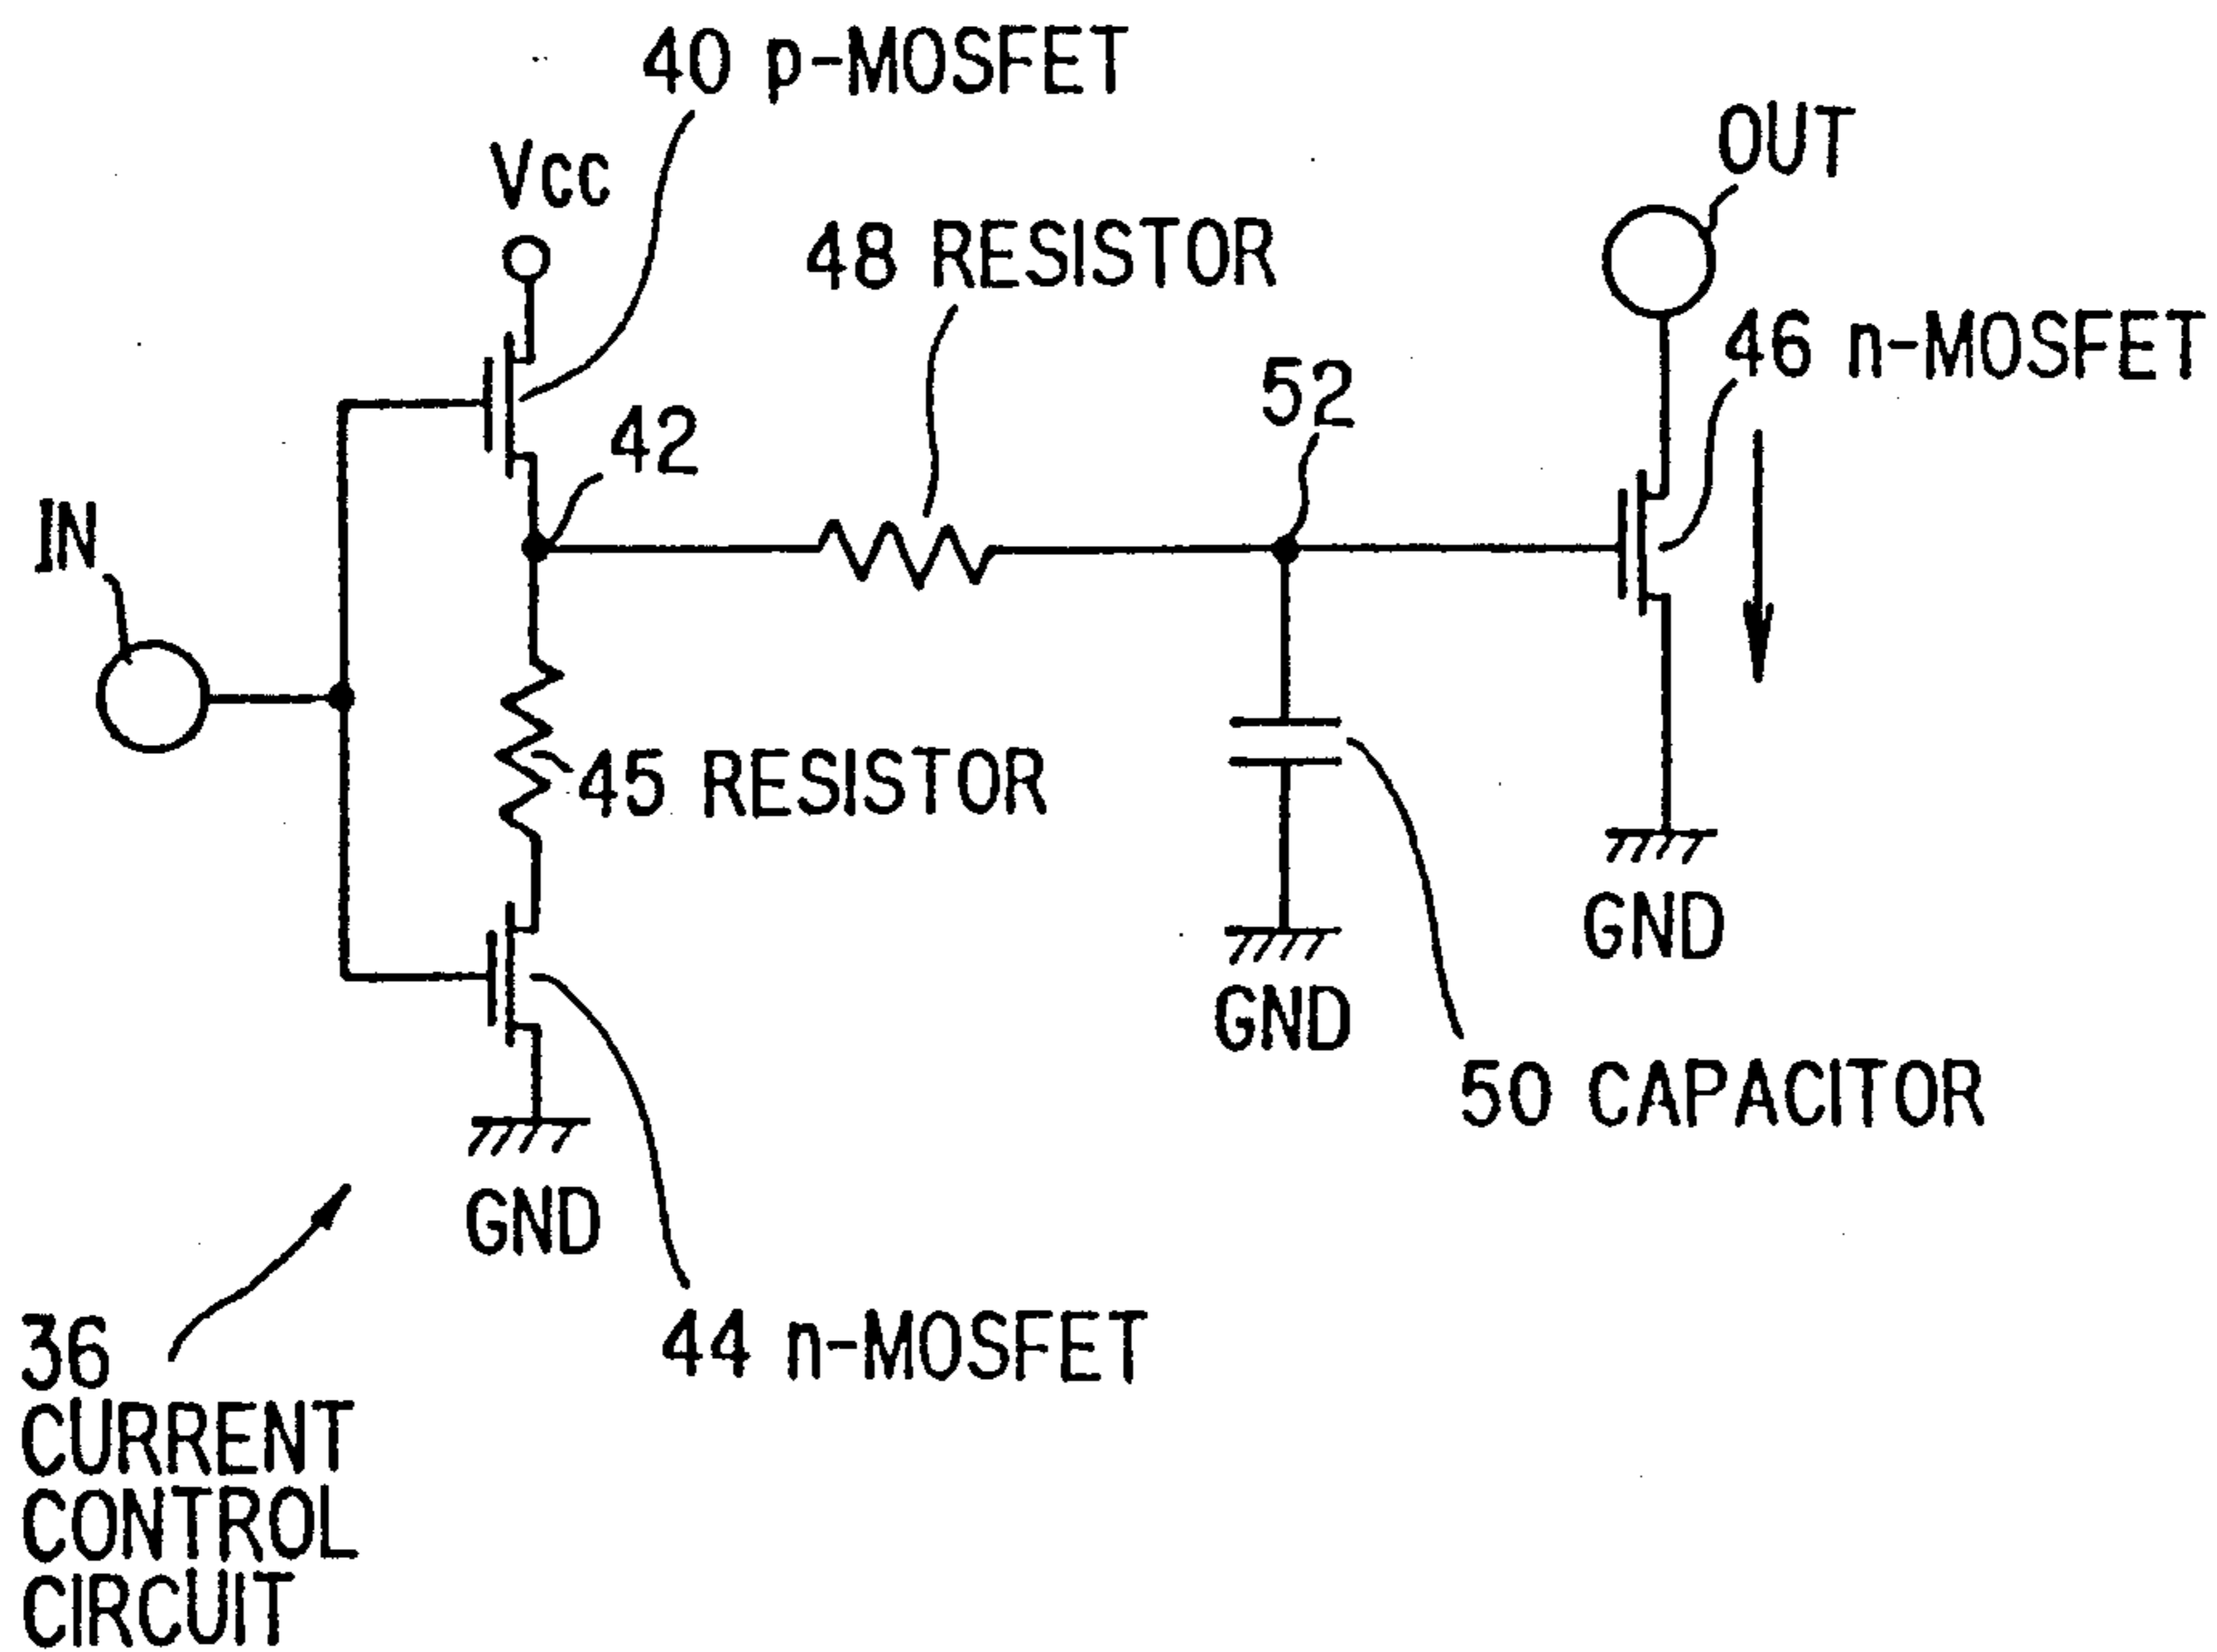 40 p-MOSFET
Vcc
OUT
48 RESISTOR
46 n-MOSFET
52
42
IN
45 RESISTOR
GND
GND
50 CAPACITOR
GND
44 n-MOSFET
36
CURRENT
CONTROL
CIRCUIT